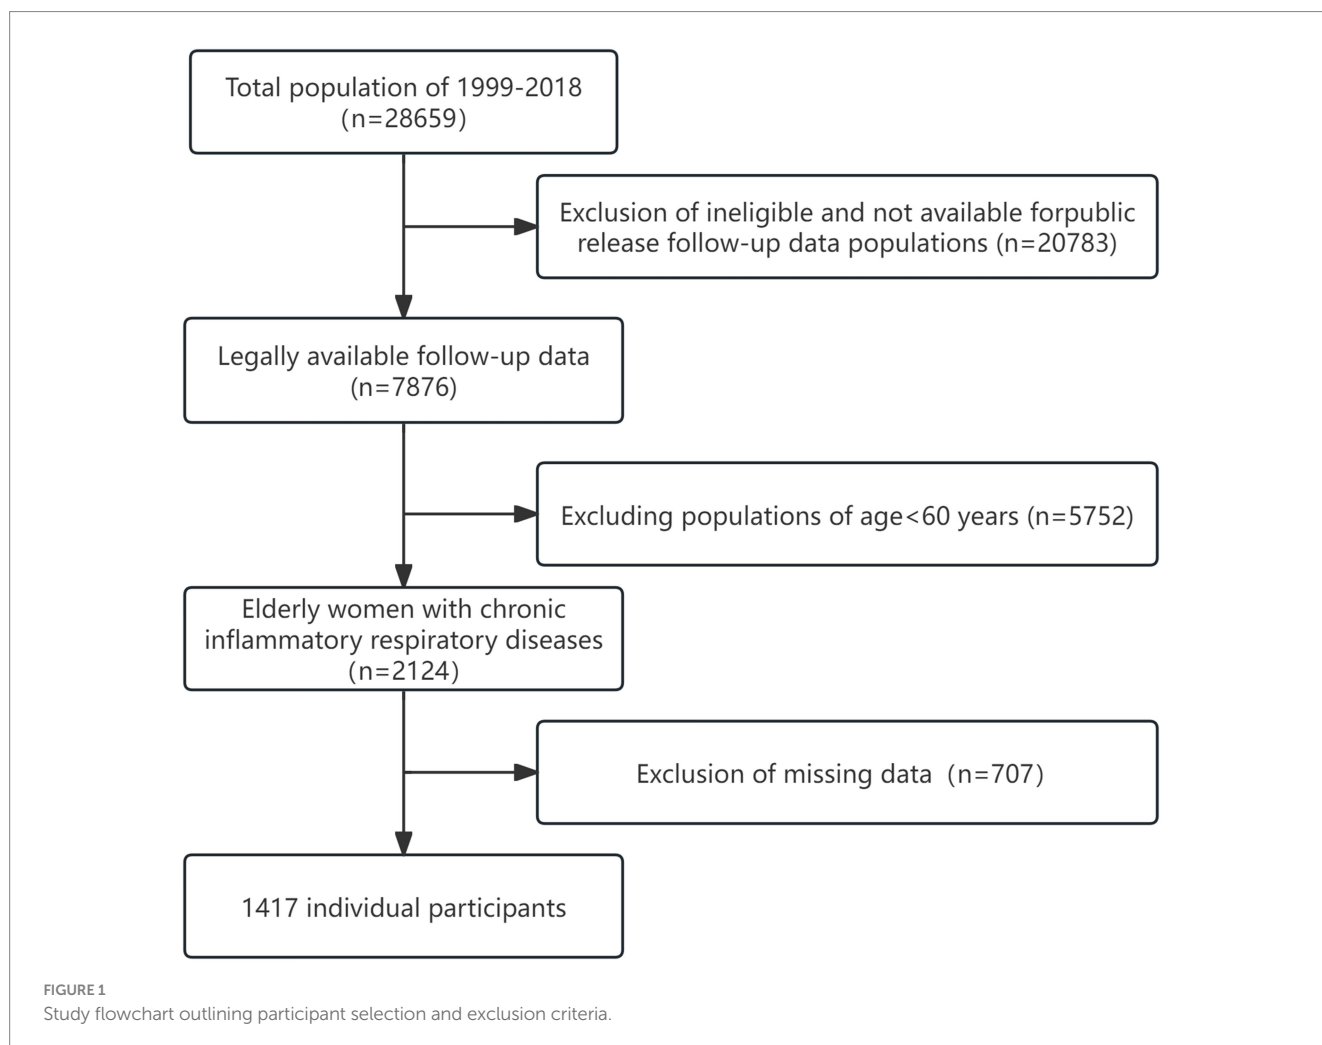 Total population of 1999-2018
(n=28659)
Exclusion of ineligible and not available forpublic
release follow-up data populations (n=20783)
Legally available follow-up data
(n=7876)
Excluding populations of age<60 years (n=5752)
Elderly women with chronic
inflammatory respiratory diseases
(n=2124)
Exclusion of missing data (n=707)
1417 individual participants
FIGURE 1
Study flowchart outlining participant selection and exclusion criteria.